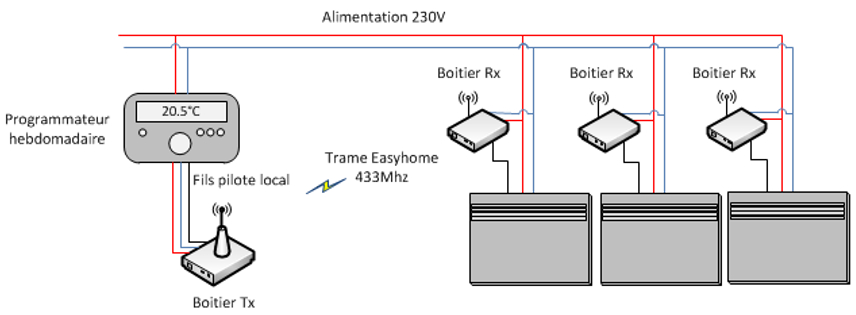 Alimentation 230V
Boitier Rx
Boitier Rx
Boitier Rx
20.5°C
Programmateur
hebdomadaire
Fils pilote local
Trame Easyhome
433Mhz
Boitier Tx